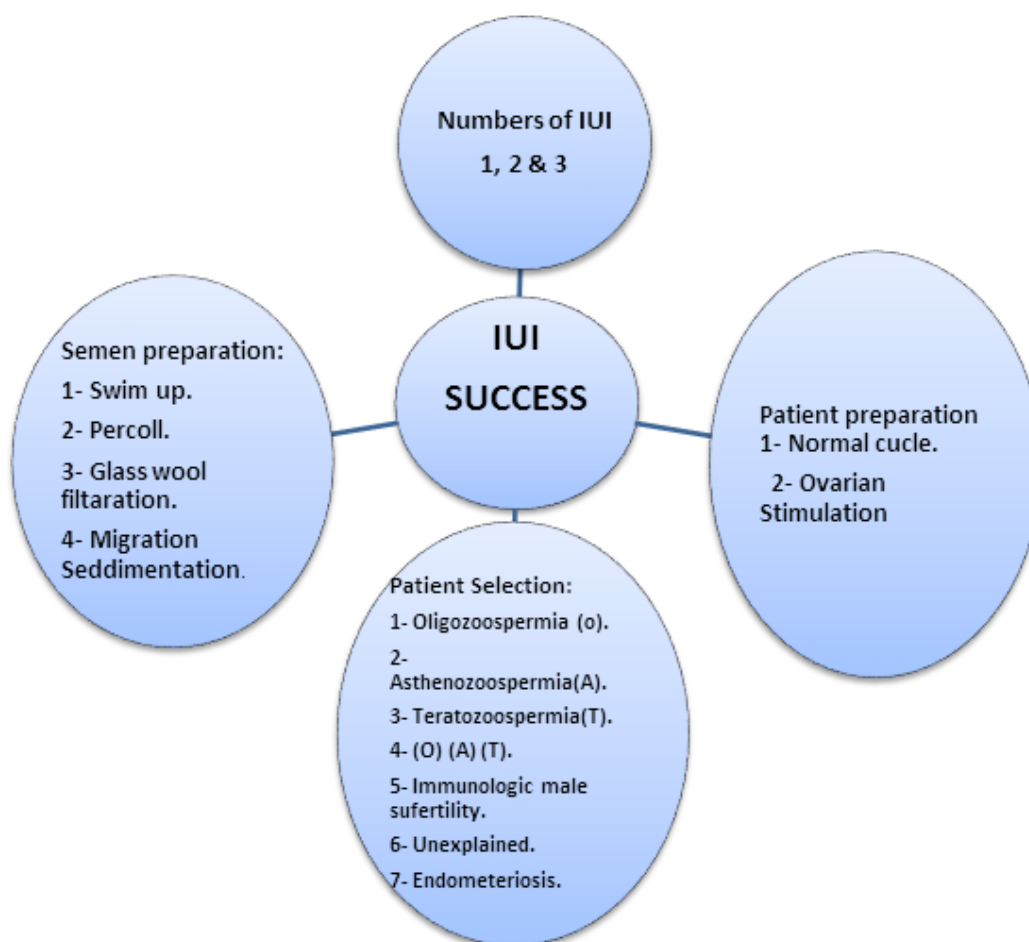 Numbers of IUI
1, 2 & 3
IUI
SUCCESS
Semen preparation:
1- Swim up.
2- Percoll.
3- Glass wool
filtaration.
4- Migration
Seddimentation.
Patient preparation
1- Normal cucle.
2- Ovarian
Stimulation
Patient Selection:
1- Oligozoospermia (o).
2-
Asthenozoospermia(A).
3- Teratozoospermia(T).
4- (O) (A) (T).
5- Immunologic male
sufertility.
6- Unexplained.
7- Endometeriosis.